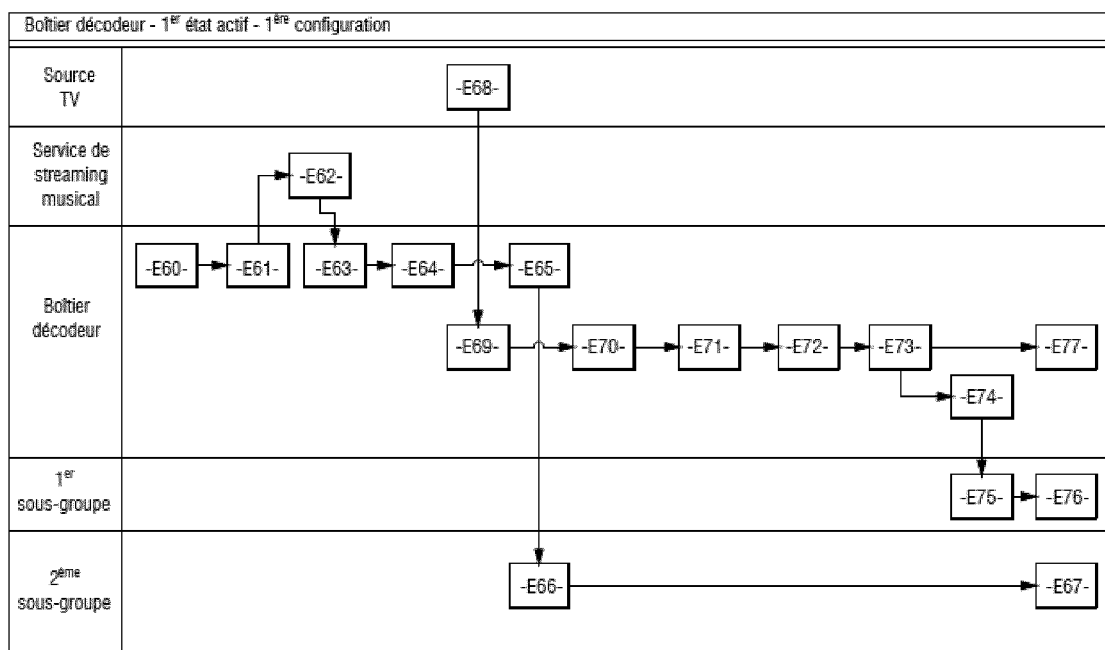 Boîtier décodeur - 1er état actif - 1ère configuration
Source
TV
-E68-
Service de
streaming
musical
-E62-
Boîtier
décodeur
-E60-
-E61-
-E63-
-E64-
-E65-
-E69-
-E70-
-E71-
-E72-
-E73-
-E77-
-E74-
1er
sous-groupe
-E75-
-E76-
2ème
sous-groupe
-E66-
-E67-